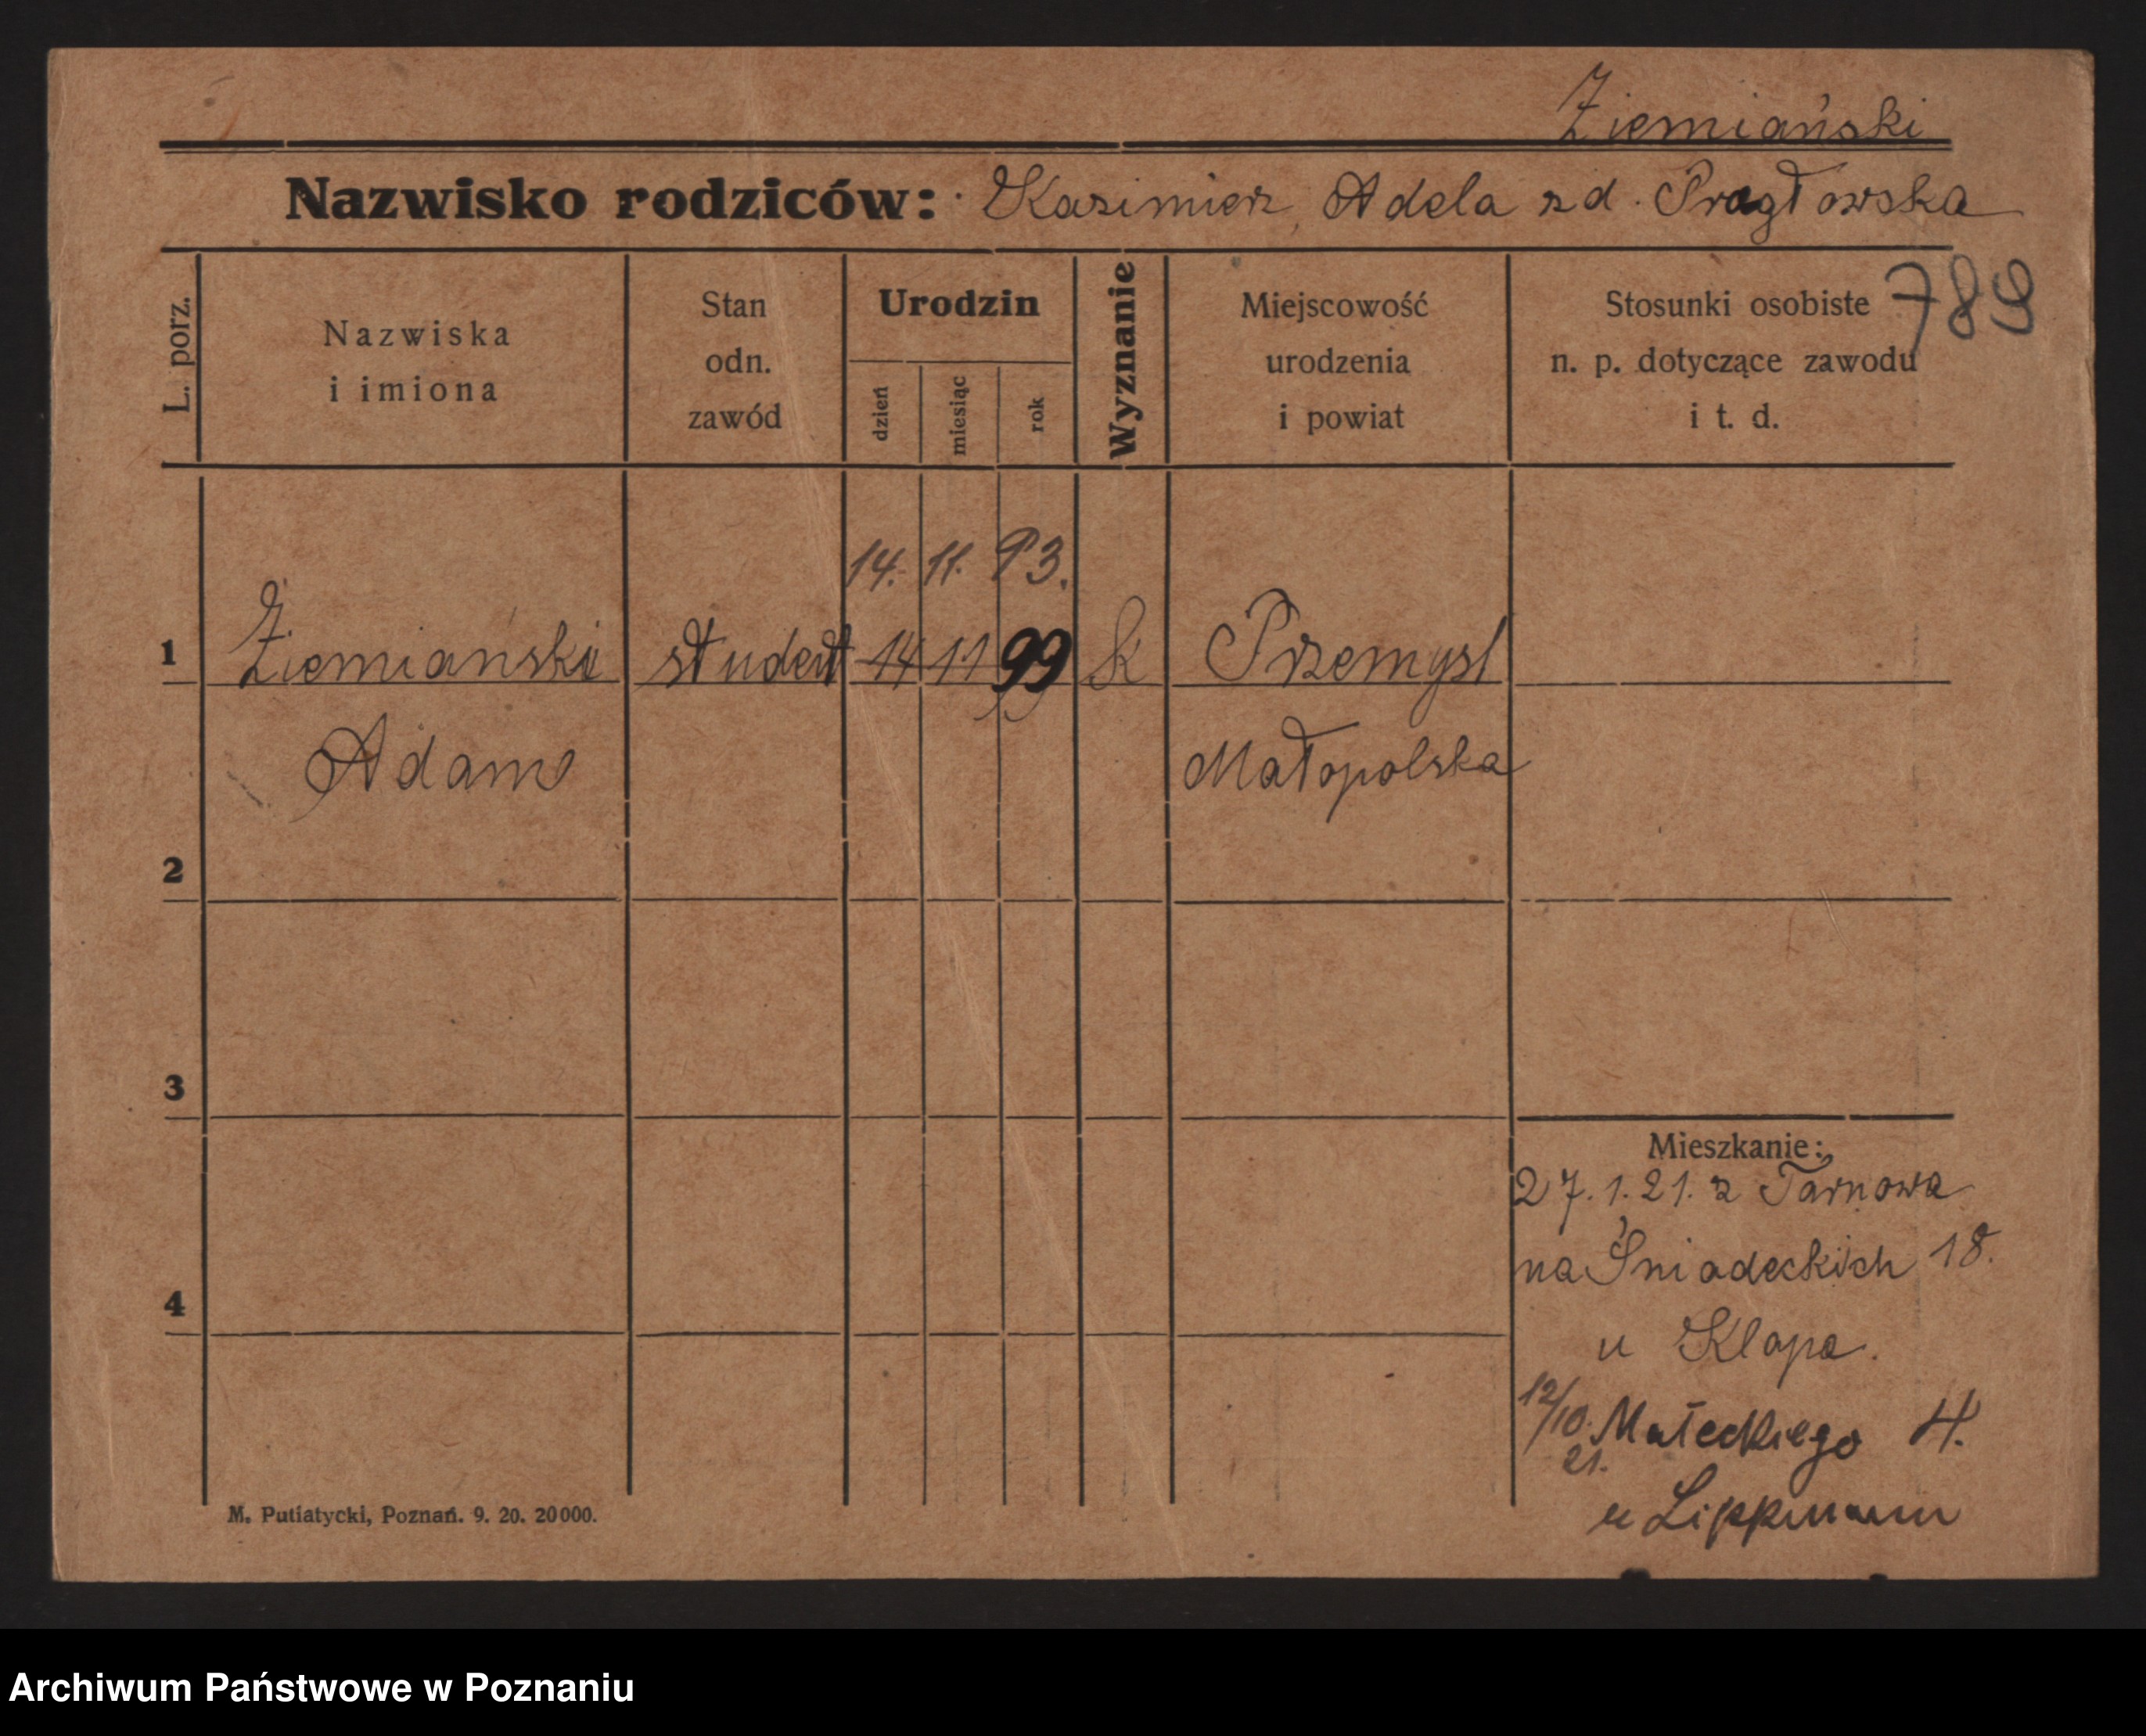 Ziemiański
Nazwisko rodziców: Kazimierz, Adela zd. Pragłowska
789
L. porz.
Nazwiska
i imiona
Stan
odn.
zawód
Urodzin
dzień
miesiąc
rok
Wyznanie
Miejscowość
urodzenia
i powiat
Stosunki osobiste
n. p. dotyczące zawodu
i t. d.
14. 11. 93.
1 Ziemiański student 14 11 99 k Przemysl
Adam Małopolska
2
3
Mieszkanie:
27.1.21. z Tarnowa
na Śniadeckich 18.
4
u Klapa.
12/10. 21. Małeckiego 4.
u Lippmann
M. Putiatycki, Poznań. 9. 20. 20000.
Archiwum Państwowe w Poznaniu